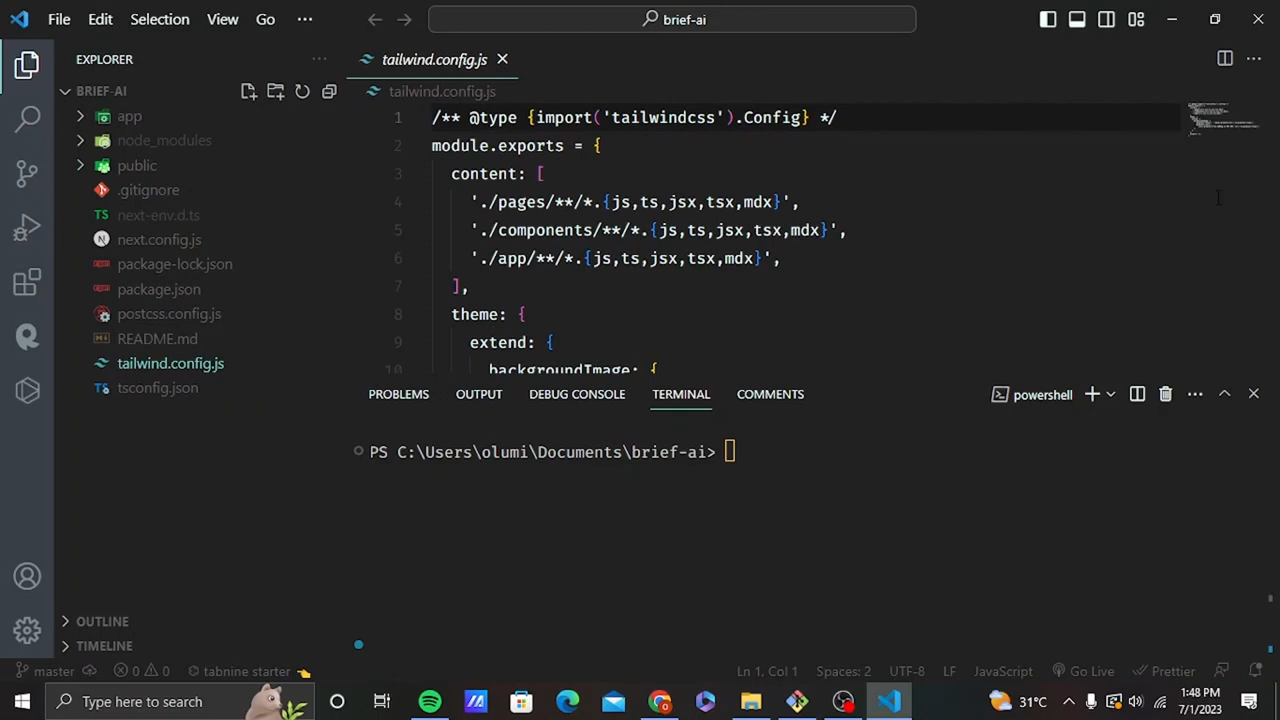 File Edit Selection View Go ···
brief-ai
EXPLORER
BRIEF-AI
app
node_modules
public
.gitignore
TS next-env.d.ts
N next.config.js
package-lock.json
package.json
postcss.config.js
README.md
tailwind.config.js
tsconfig.json
OUTLINE
TIMELINE
tailwind.config.js
tailwind.config.js
1 /** @type {import('tailwindcss').Config} */
2 module.exports = {
3 content: [
4 './pages/**/*.{js,ts,jsx,tsx,mdx}',
5 './components/**/*.{js,ts,jsx,tsx,mdx}',
6 './app/**/*.{js,ts,jsx,tsx,mdx}',
7 ],
8 theme: {
9 extend: {
10 backgroundImage: {
PROBLEMS OUTPUT DEBUG CONSOLE TERMINAL COMMENTS
powershell
PS C:\Users\olumi\Documents\brief-ai>
master 0 0 tabnine starter
Ln 1, Col 1 Spaces: 2 UTF-8 LF JavaScript Go Live Prettier
Type here to search
31°C
1:48 PM
7/1/2023